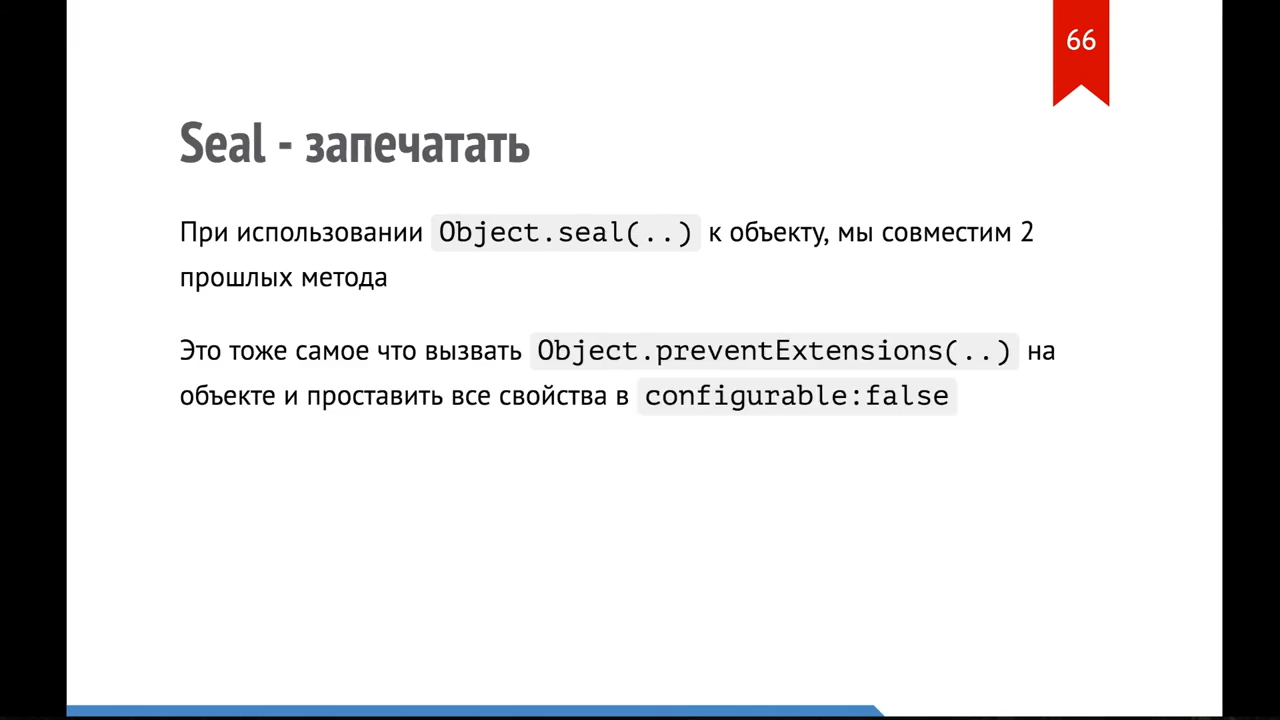 66
Seal - запечатать
При использовании Object.seal(..) к объекту, мы совместим 2
прошлых метода
Это тоже самое что вызвать Object.preventExtensions(..) на
объекте и проставить все свойства в configurable:false